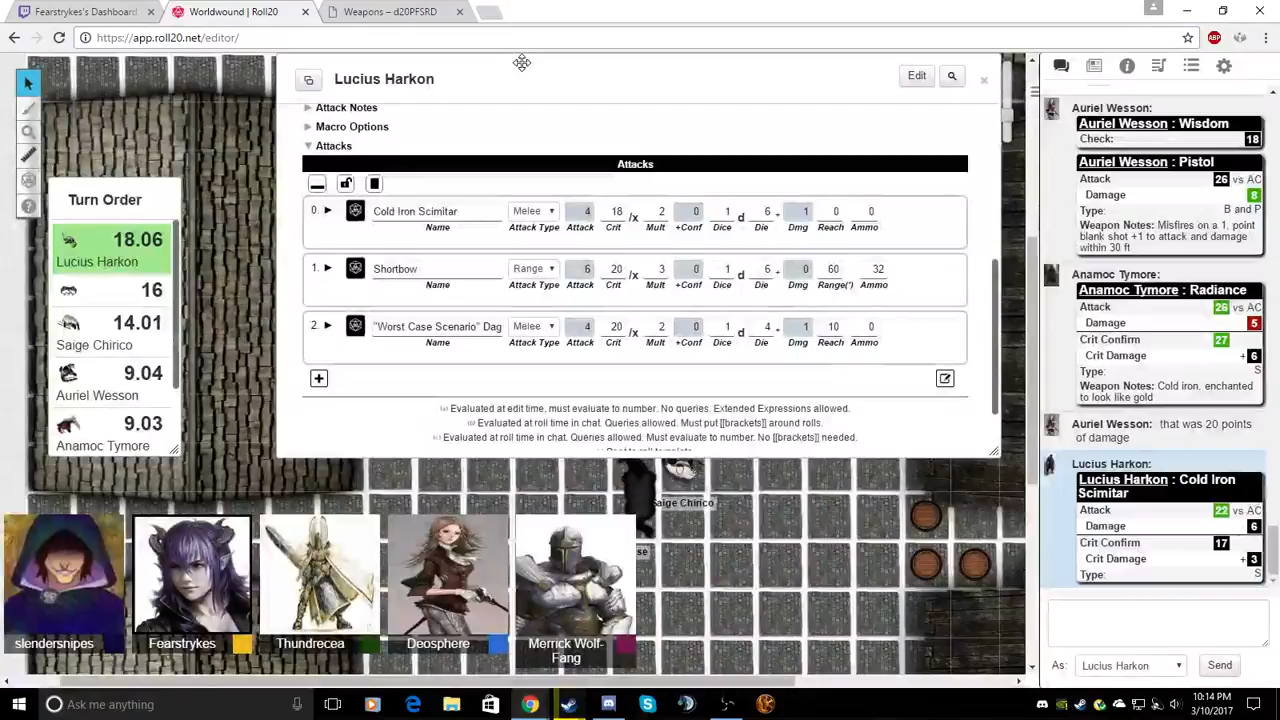 Fearstrykes's Dashboard
Worldwound | Roll20
Weapons – d20PFSRD
https://app.roll20.net/editor/
ABP
Lucius Harkon
Edit
Attack Notes
Macro Options
Attacks
Attacks
0.
Cold Iron Scimitar
Melee
4
18
/x
2
0
1
d
6
+
1
0
0
Name
Attack Type
Attack
Crit
Mult
+Conf
Dice
Die
Dmg
Reach
Ammo
1.
Shortbow
Range
6
20
/x
3
0
1
d
6
+
0
60
32
Name
Attack Type
Attack
Crit
Mult
+Conf
Dice
Die
Dmg
Range(')
Ammo
2.
"Worst Case Scenario" Dag
Melee
4
20
/x
2
0
1
d
4
+
1
10
0
Name
Attack Type
Attack
Crit
Mult
+Conf
Dice
Die
Dmg
Reach
Ammo
(a) Evaluated at edit time, must evaluate to number. No queries. Extended Expressions allowed.
(b) Evaluated at roll time in chat. Queries allowed. Must put [[brackets]] around rolls.
(c) Evaluated at roll time in chat. Queries allowed. Must evaluate to number. No [[brackets]] needed.
Turn Order
18.06
Lucius Harkon
16
14.01
Saige Chirico
9.04
Auriel Wesson
9.03
Anamoc Tymore
Saige Chirico
slendersnipes
Fearstrykes
Thundrecea
Deosphere
Merrick Wolf-
Fang
Auriel Wesson:
Auriel Wesson : Wisdom
Check: 18
Auriel Wesson : Pistol
Attack 26 vs AC
Damage 8
Type: B and P
Weapon Notes: Misfires on a 1, point
blank shot +1 to attack and damage
within 30 ft
Anamoc Tymore:
Anamoc Tymore : Radiance
Attack 26 vs AC
Damage 5
Crit Confirm 27
Crit Damage +6
Type: S
Weapon Notes: Cold iron. enchanted
to look like gold
Auriel Wesson: that was 20 points
of damage
Lucius Harkon:
Lucius Harkon : Cold Iron
Scimitar
Attack 22 vs AC
Damage 6
Crit Confirm 17
Crit Damage +3
Type: S
As: Lucius Harkon
Send
Ask me anything
10:14 PM
3/10/2017